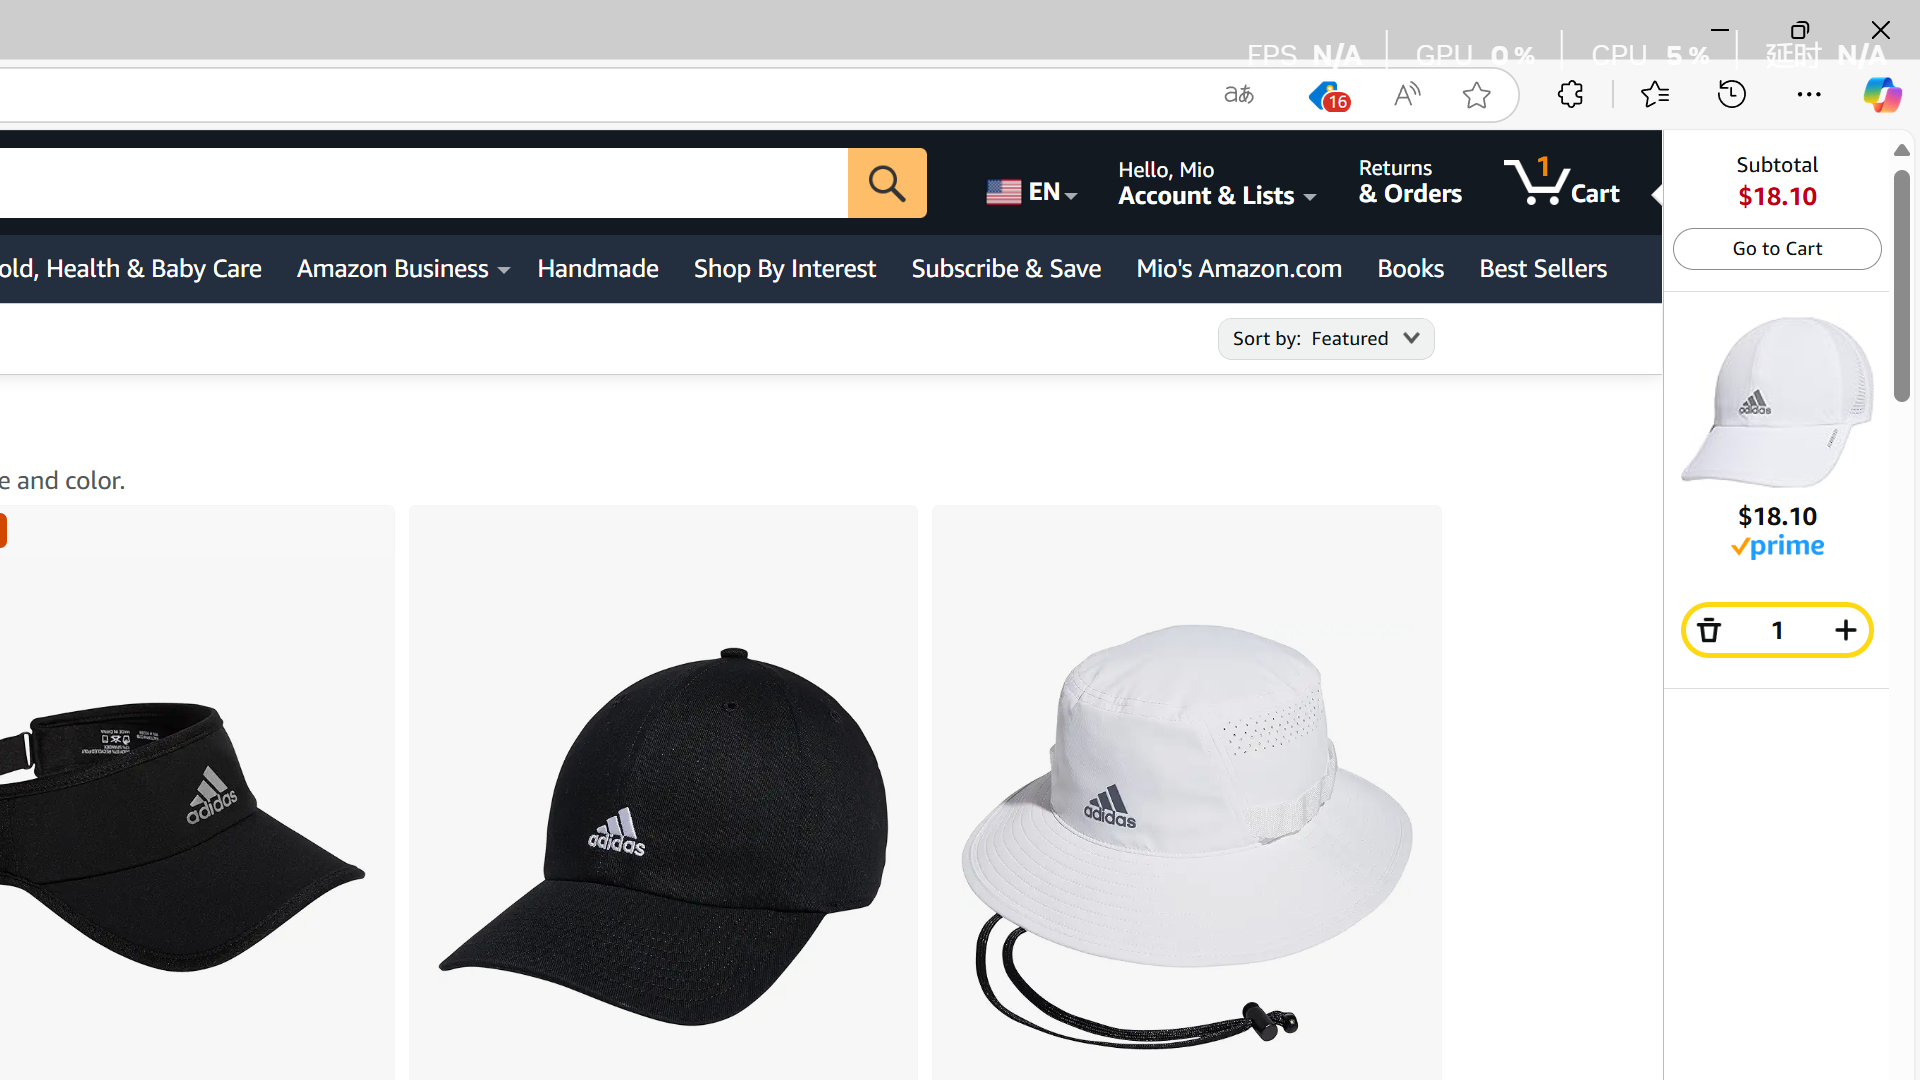 FPS N/A GPU 0% CPU 5% 延时 N/A
aあ
16
A
Hello, Mio
Account & Lists
EN
Returns
& Orders
1
Cart
Subtotal
$18.10
Go to Cart
old, Health & Baby Care Amazon Business Handmade Shop By Interest Subscribe & Save Mio's Amazon.com Books Best Sellers
Sort by: Featured
e and color.
adidas
$18.10
prime
1
adidas
adidas
adidas